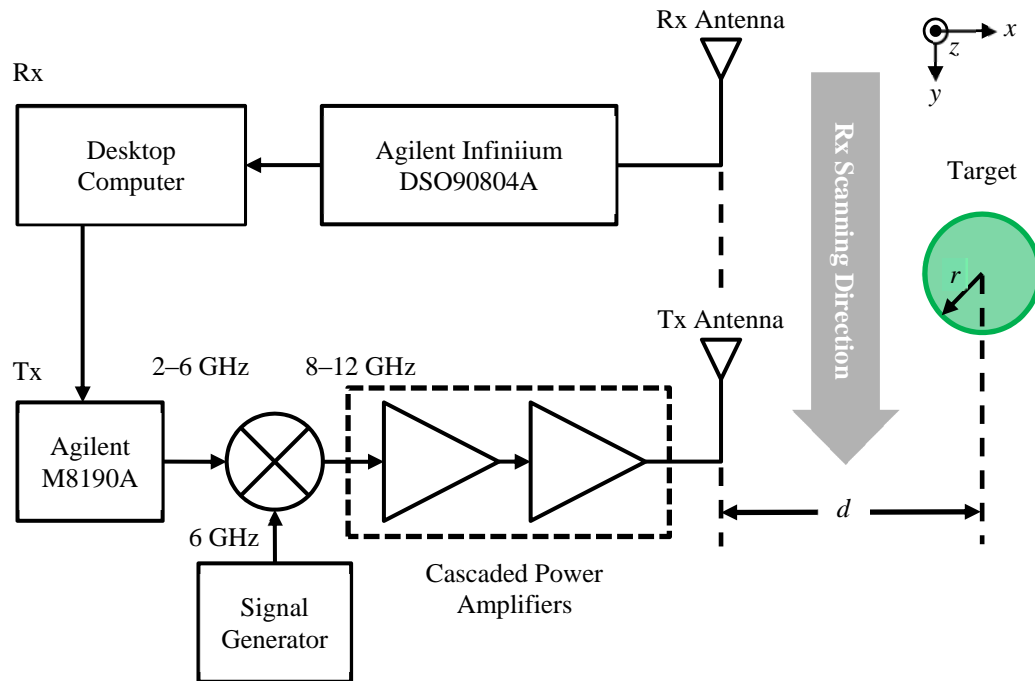 Rx Antenna
x
z
y
Rx
Desktop
Computer
Agilent Infiniium
DSO90804A
Rx Scanning Direction
Target
r
Tx Antenna
Tx
2–6 GHz
8–12 GHz
Agilent
M8190A
d
6 GHz
Cascaded Power
Amplifiers
Signal
Generator